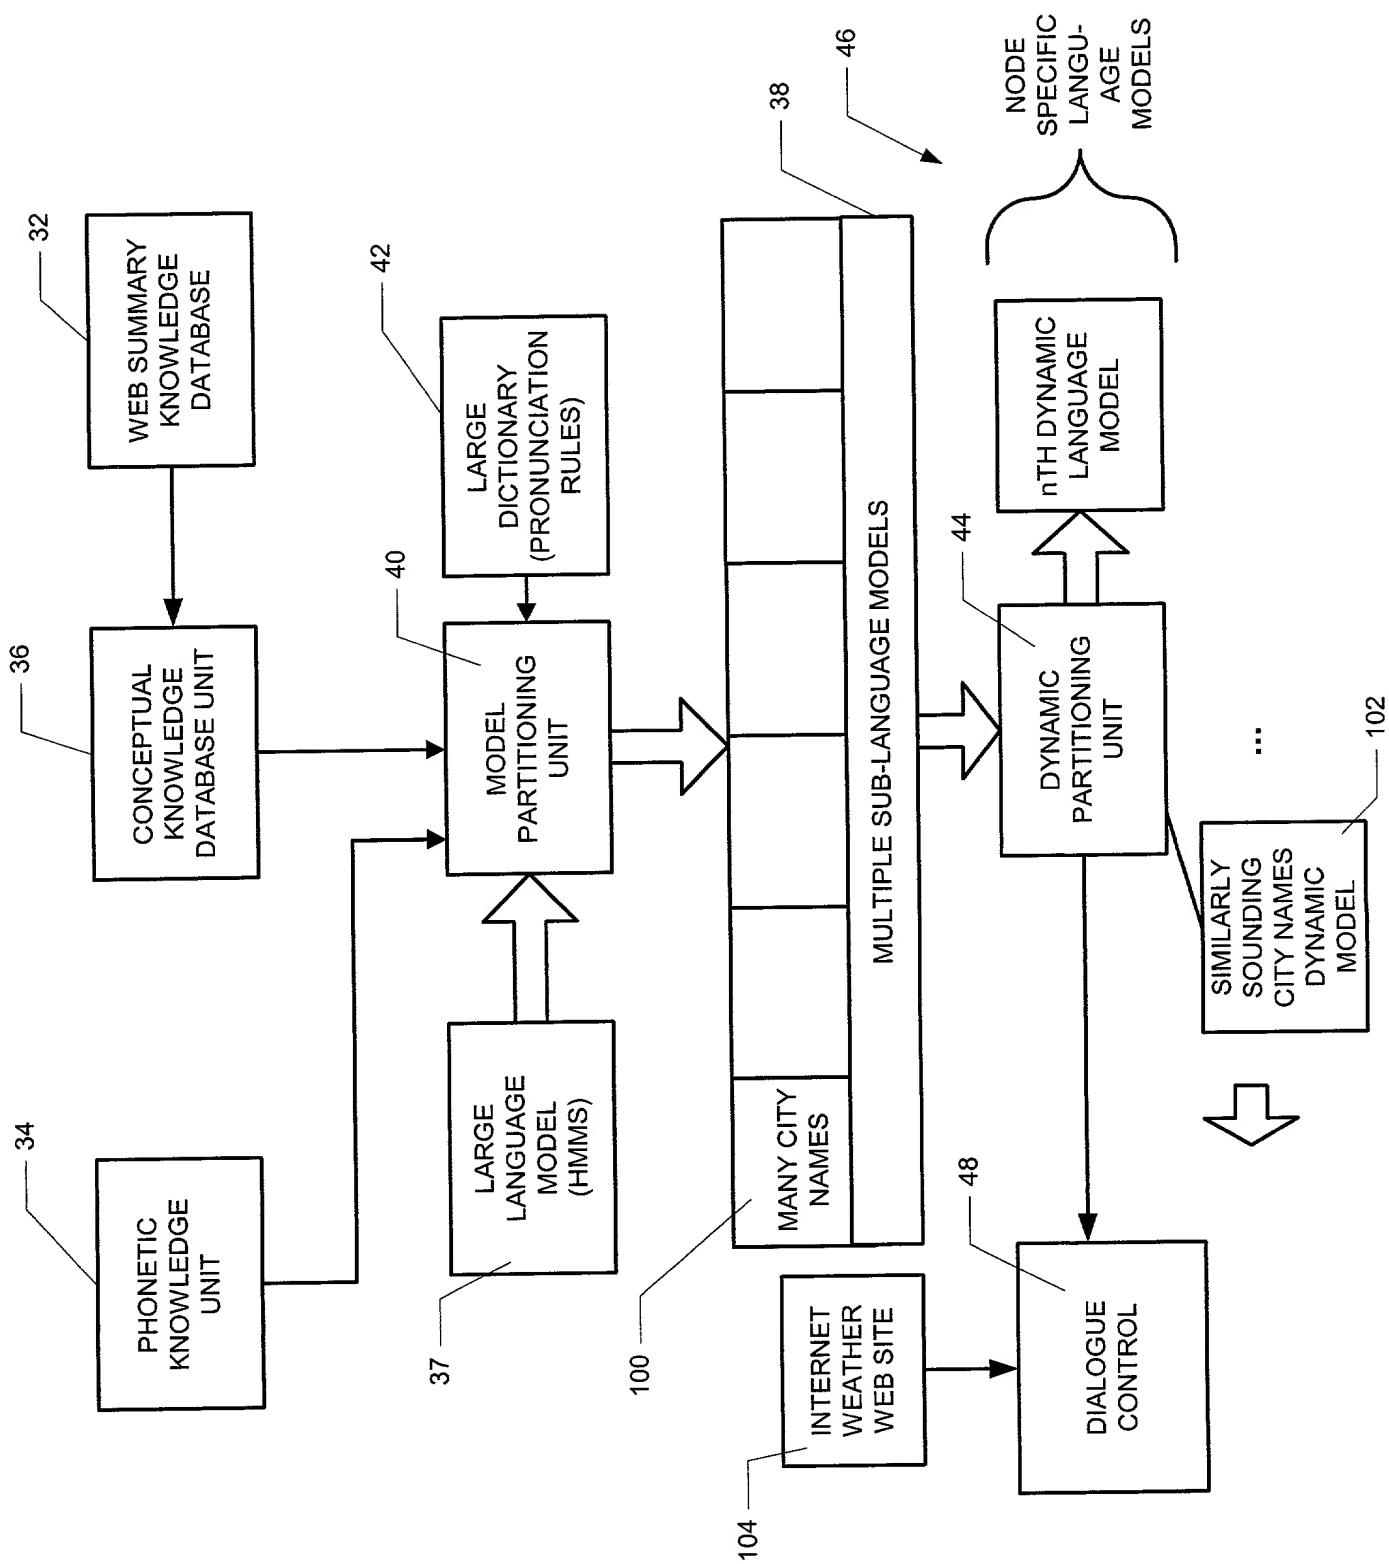 34
PHONETIC
KNOWLEDGE
UNIT
36
CONCEPTUAL
KNOWLEDGE
DATABASE UNIT
32
WEB SUMMARY
KNOWLEDGE
DATABASE
37
LARGE
LANGUAGE
MODEL
(HMMS)
40
MODEL
PARTITIONING
UNIT
42
LARGE
DICTIONARY
(PRONUNCIATION
RULES)
100
MANY CITY
NAMES
38
MULTIPLE SUB-LANGUAGE MODELS
46
104
INTERNET
WEATHER
WEB SITE
48
DIALOGUE
CONTROL
44
DYNAMIC
PARTITIONING
UNIT
nTH DYNAMIC
LANGUAGE
MODEL
NODE
SPECIFIC
LANGU-
AGE
MODELS
SIMILARLY
SOUNDING
CITY NAMES
DYNAMIC
MODEL
...
102